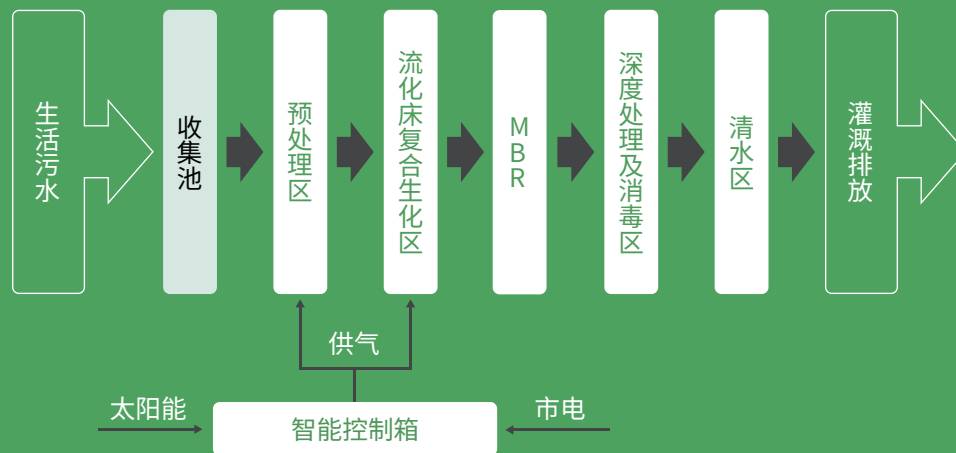 生活污水
收集池
预处理区
流化床复合生化区
MBR
深度处理及消毒区
清水区
灌溉排放
供气
太阳能
市电
智能控制箱